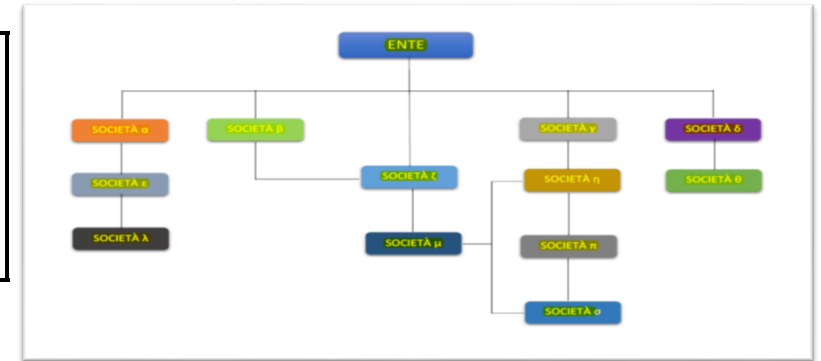 ENTE
SOCIETÀ α
SOCIETÀ β
SOCIETÀ γ
SOCIETÀ δ
SOCIETÀ ε
SOCIETÀ ζ
SOCIETÀ η
SOCIETÀ θ
SOCIETÀ λ
SOCIETÀ μ
SOCIETÀ π
SOCIETÀ σ